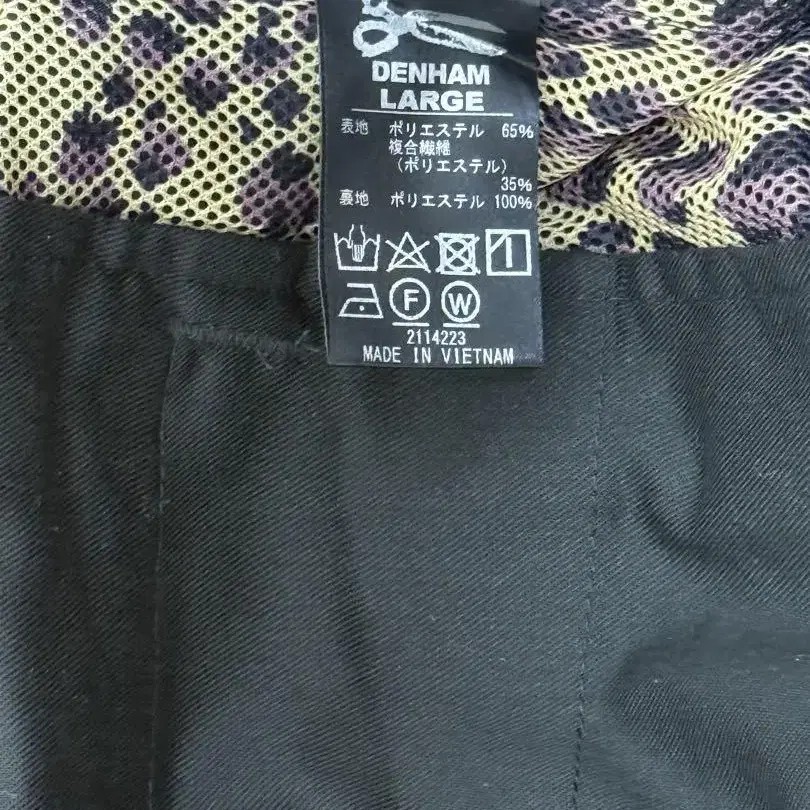 DENHAM
LARGE
表地 ポリエステル 65%
複合繊維
(ポリエステル)
35%
裏地 ポリエステル 100%
F W
2114223
MADE IN VIETNAM